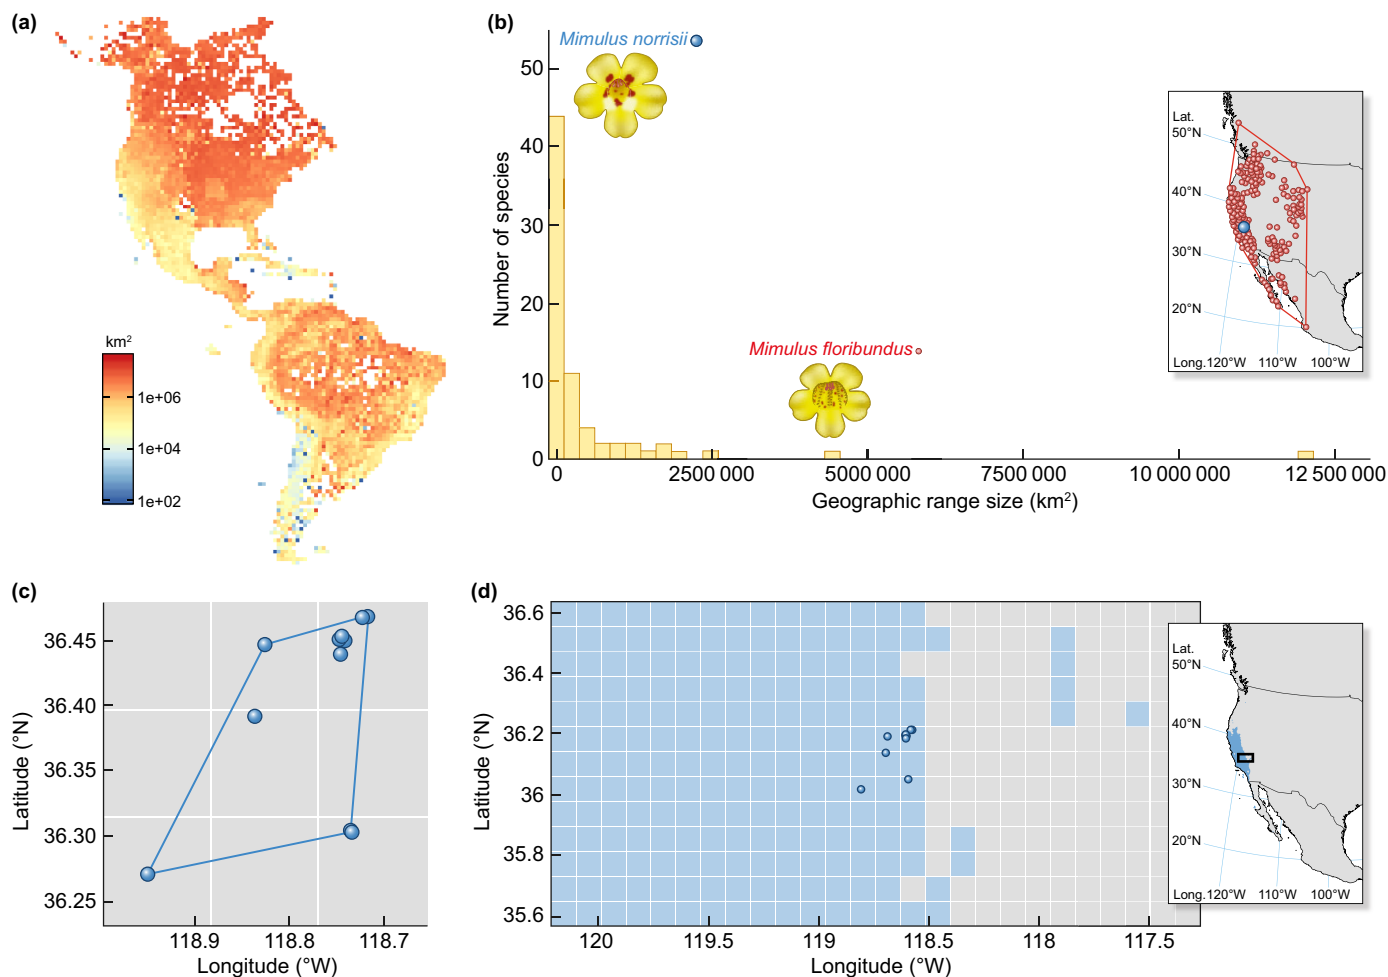 (a)
km²
1e+06
1e+04
1e+02
(b)
Mimulus norrisii
Mimulus floribundus
Number of species
50
40
30
20
10
0
0 2500 000 5000 000 7500 000 10 000 000 12 500 000
Geographic range size (km²)
Lat.
50°N
40°N
30°N
20°N
Long. 120°W 110°W 100°W
(c)
Latitude (°N)
36.45
36.40
36.35
36.30
36.25
118.9 118.8 118.7
Longitude (°W)
(d)
Latitude (°N)
36.6
36.4
36.2
36
35.8
35.6
120 119.5 119 118.5 118 117.5
Longitude (°W)
Lat.
50°N
40°N
30°N
20°N
Long. 120°W 110°W 100°W